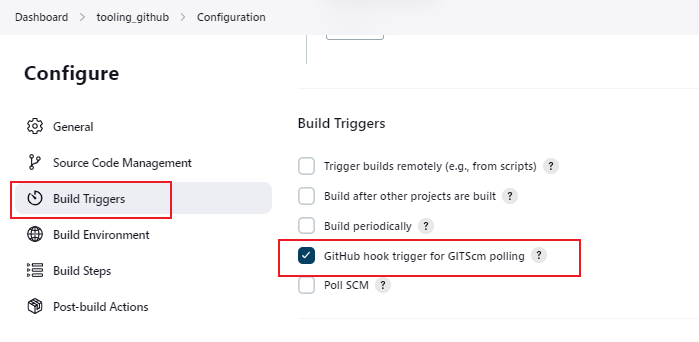 Dashboard > tooling_github > Configuration
Configure
General
Source Code Management
Build Triggers
Build Environment
Build Steps
Post-build Actions
Build Triggers
Trigger builds remotely (e.g., from scripts) ?
Build after other projects are built ?
Build periodically ?
GitHub hook trigger for GITScm polling ?
Poll SCM ?